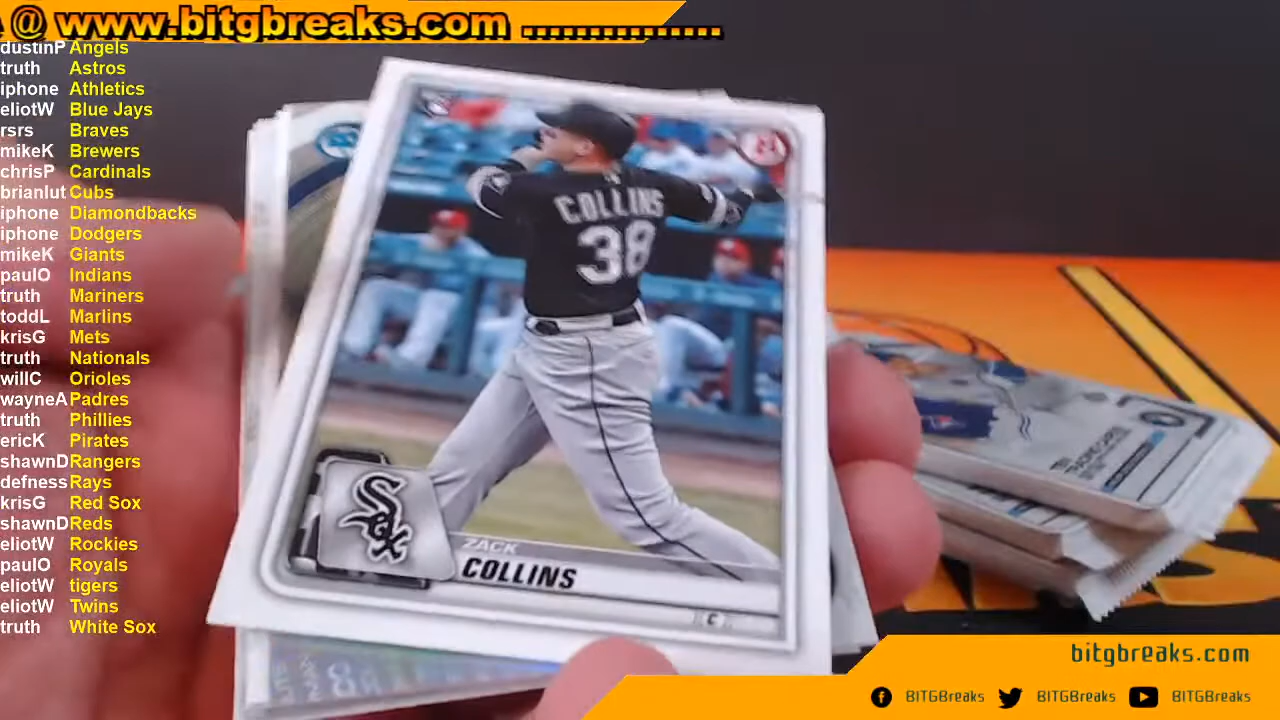 @ www.bitgbreaks.com ................
dustinP Angels
truth Astros
iphone Athletics
eliotW Blue Jays
rsrs Braves
mikeK Brewers
chrisP Cardinals
brianlut Cubs
iphone Diamondbacks
iphone Dodgers
mikeK Giants
paulO Indians
truth Mariners
toddL Marlins
krisG Mets
truth Nationals
willC Orioles
wayneA Padres
truth Phillies
ericK Pirates
shawnD Rangers
defness Rays
krisG Red Sox
shawnD Reds
eliotW Rockies
paulO Royals
eliotW tigers
eliotW Twins
truth White Sox
COLLINS
38
Sox
ZACK
COLLINS
C
TRADING CARDS
bitgbreaks.com
BITGBreaks BITGBreaks BITGBreaks